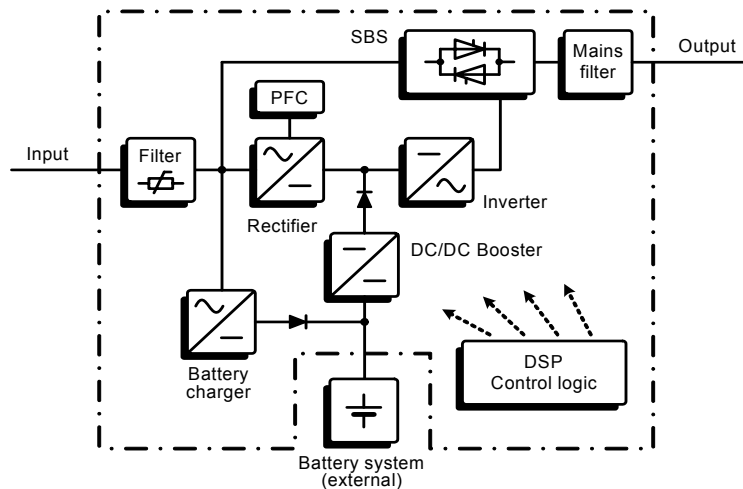 SBS
Mains
filter
Output
PFC
Input
Filter
Rectifier
Inverter
DC/DC Booster
Battery
charger
DSP
Control logic
Battery system
(external)